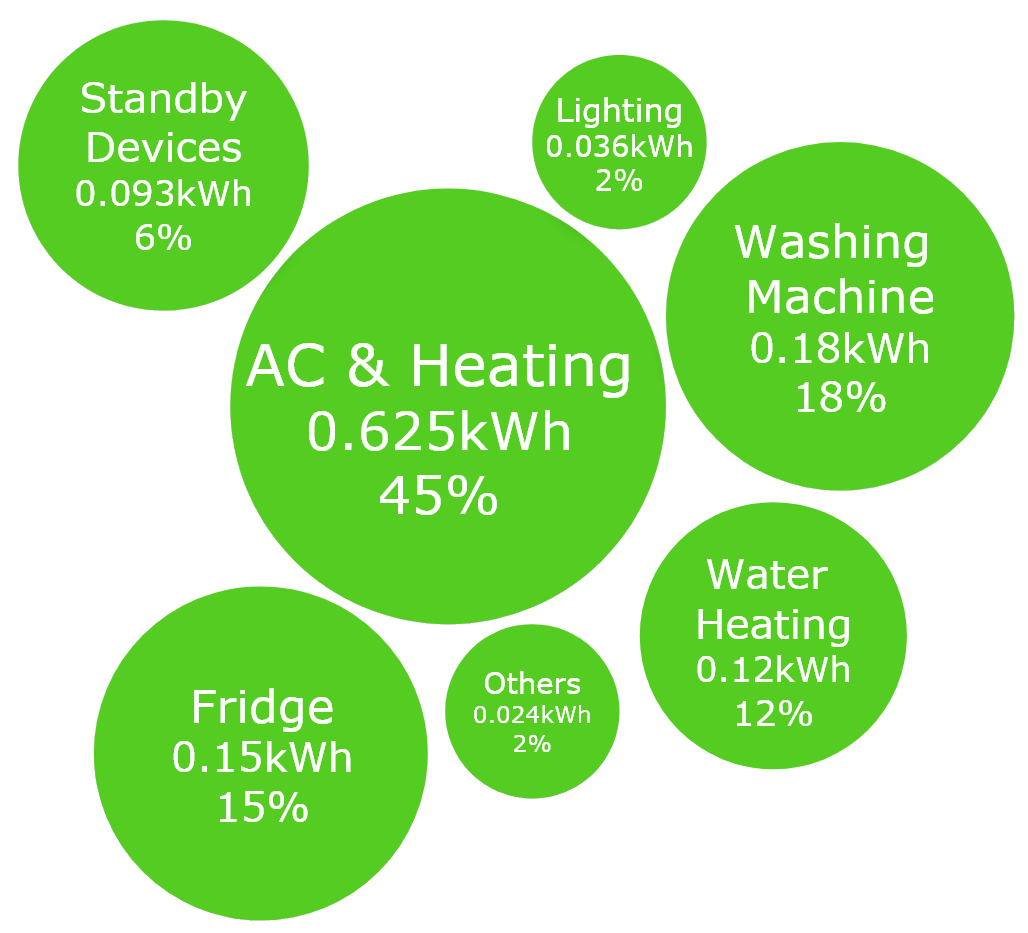 Standby
Devices
0.093kWh
6%
Lighting
0.036kWh
2%
Washing
Machine
0.18kWh
18%
AC & Heating
0.625kWh
45%
Water
Heating
0.12kWh
12%
Fridge
0.15kWh
15%
Others
0.024kWh
2%